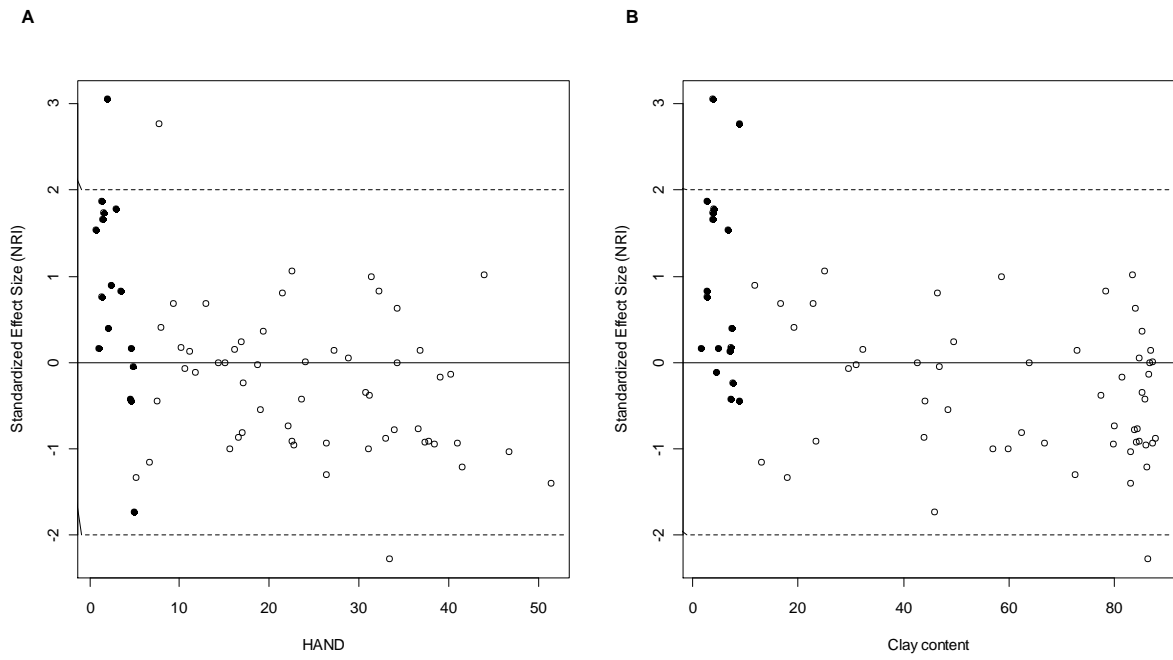 A
B
Standardized Effect Size (NRI)
3
2
1
0
-1
-2
0 10 20 30 40 50
HAND
Standardized Effect Size (NRI)
3
2
1
0
-1
-2
0 20 40 60 80
Clay content